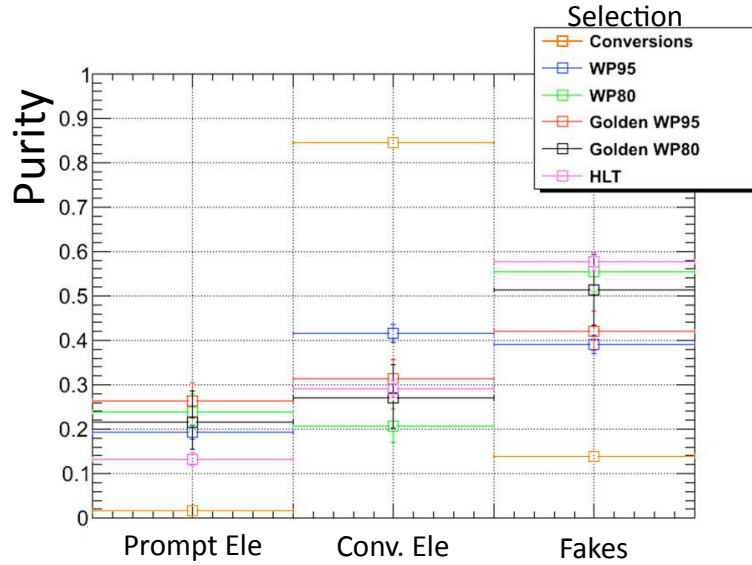 Selection
Conversions
WP95
WP80
Golden WP95
Golden WP80
HLT
Purity
1
0.9
0.8
0.7
0.6
0.5
0.4
0.3
0.2
0.1
0
Prompt Ele Conv. Ele Fakes